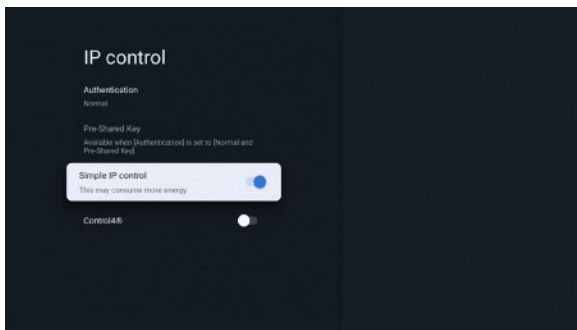 IP control
Authentication
Normal
Pre-Shared Key
Available when [Authentication] is set to [Normal and
Pre-Shared Key].
Simple IP control
This may consume more energy.
Control4®